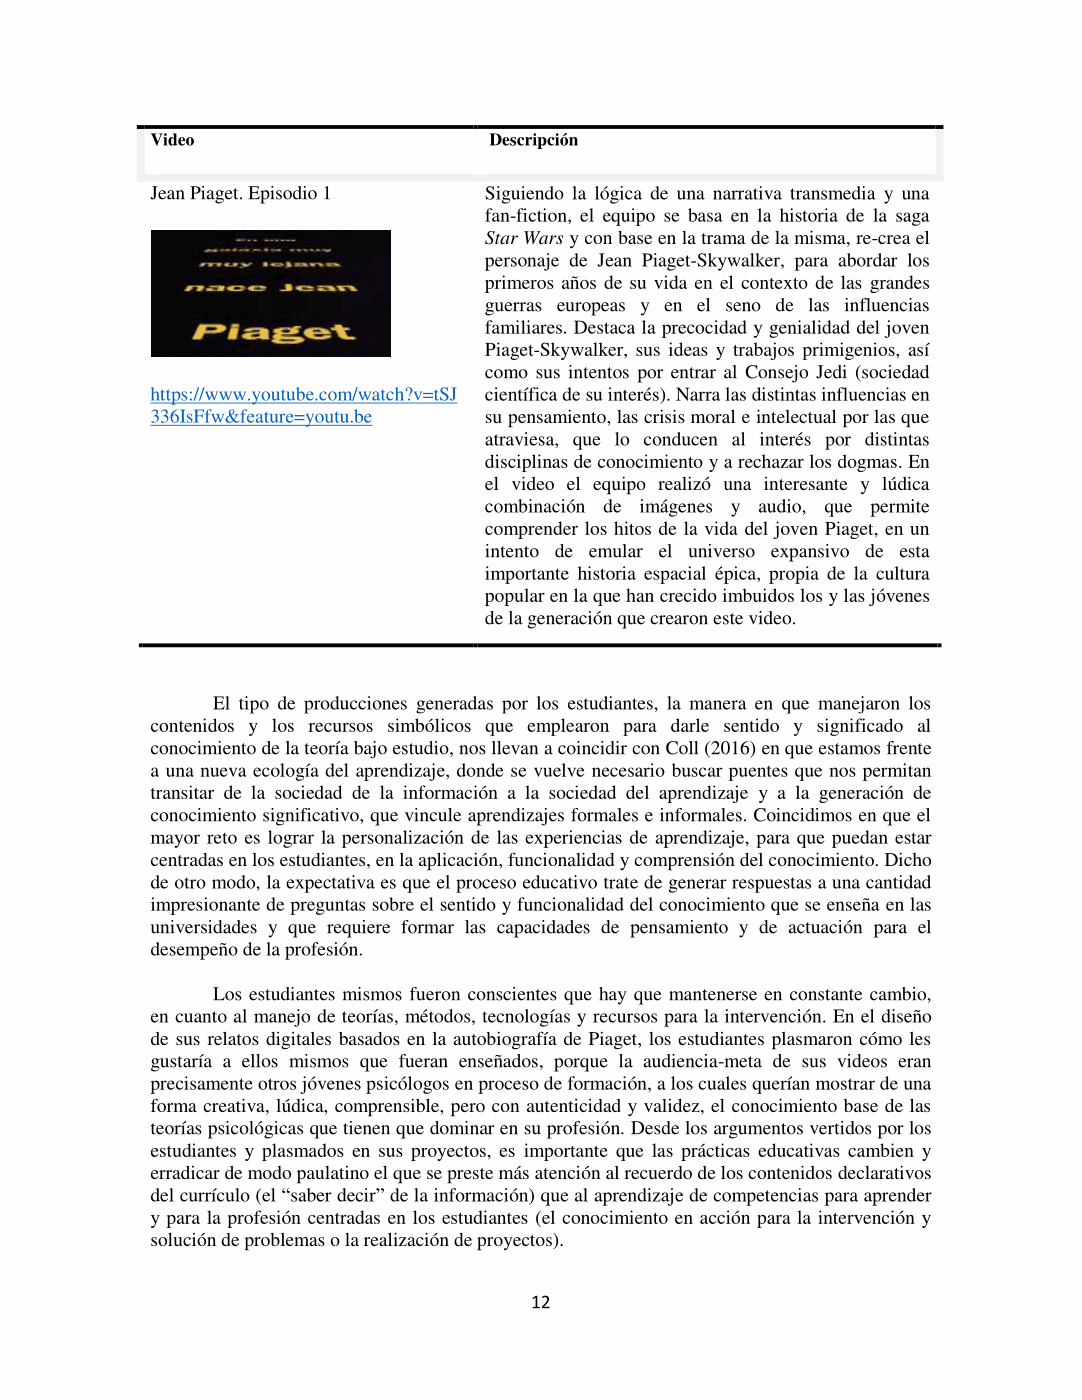 Video
Descripción
Jean Piaget. Episodio 1
En una
galaxia muy
muy lejana
nace Jean
Piaget
https://www.youtube.com/watch?v=tSJ
336IsFfw&feature=youtu.be
Siguiendo la lógica de una narrativa transmedia y una
fan-fiction, el equipo se basa en la historia de la saga
Star Wars y con base en la trama de la misma, re-crea el
personaje de Jean Piaget-Skywalker, para abordar los
primeros años de su vida en el contexto de las grandes
guerras europeas y en el seno de las influencias
familiares. Destaca la precocidad y genialidad del joven
Piaget-Skywalker, sus ideas y trabajos primigenios, así
como sus intentos por entrar al Consejo Jedi (sociedad
científica de su interés). Narra las distintas influencias en
su pensamiento, las crisis moral e intelectual por las que
atraviesa, que lo conducen al interés por distintas
disciplinas de conocimiento y a rechazar los dogmas. En
el video el equipo realizó una interesante y lúdica
combinación de imágenes y audio, que permite
comprender los hitos de la vida del joven Piaget, en un
intento de emular el universo expansivo de esta
importante historia espacial épica, propia de la cultura
popular en la que han crecido imbuidos los y las jóvenes
de la generación que crearon este video.
El tipo de producciones generadas por los estudiantes, la manera en que manejaron los
contenidos y los recursos simbólicos que emplearon para darle sentido y significado al
conocimiento de la teoría bajo estudio, nos llevan a coincidir con Coll (2016) en que estamos frente
a una nueva ecología del aprendizaje, donde se vuelve necesario buscar puentes que nos permitan
transitar de la sociedad de la información a la sociedad del aprendizaje y a la generación de
conocimiento significativo, que vincule aprendizajes formales e informales. Coincidimos en que el
mayor reto es lograr la personalización de las experiencias de aprendizaje, para que puedan estar
centradas en los estudiantes, en la aplicación, funcionalidad y comprensión del conocimiento. Dicho
de otro modo, la expectativa es que el proceso educativo trate de generar respuestas a una cantidad
impresionante de preguntas sobre el sentido y funcionalidad del conocimiento que se enseña en las
universidades y que requiere formar las capacidades de pensamiento y de actuación para el
desempeño de la profesión.
Los estudiantes mismos fueron conscientes que hay que mantenerse en constante cambio,
en cuanto al manejo de teorías, métodos, tecnologías y recursos para la intervención. En el diseño
de sus relatos digitales basados en la autobiografía de Piaget, los estudiantes plasmaron cómo les
gustaría a ellos mismos que fueran enseñados, porque la audiencia-meta de sus videos eran
precisamente otros jóvenes psicólogos en proceso de formación, a los cuales querían mostrar de una
forma creativa, lúdica, comprensible, pero con autenticidad y validez, el conocimiento base de las
teorías psicológicas que tienen que dominar en su profesión. Desde los argumentos vertidos por los
estudiantes y plasmados en sus proyectos, es importante que las prácticas educativas cambien y
erradicar de modo paulatino el que se preste más atención al recuerdo de los contenidos declarativos
del currículo (el “saber decir” de la información) que al aprendizaje de competencias para aprender
y para la profesión centradas en los estudiantes (el conocimiento en acción para la intervención y
solución de problemas o la realización de proyectos).
12